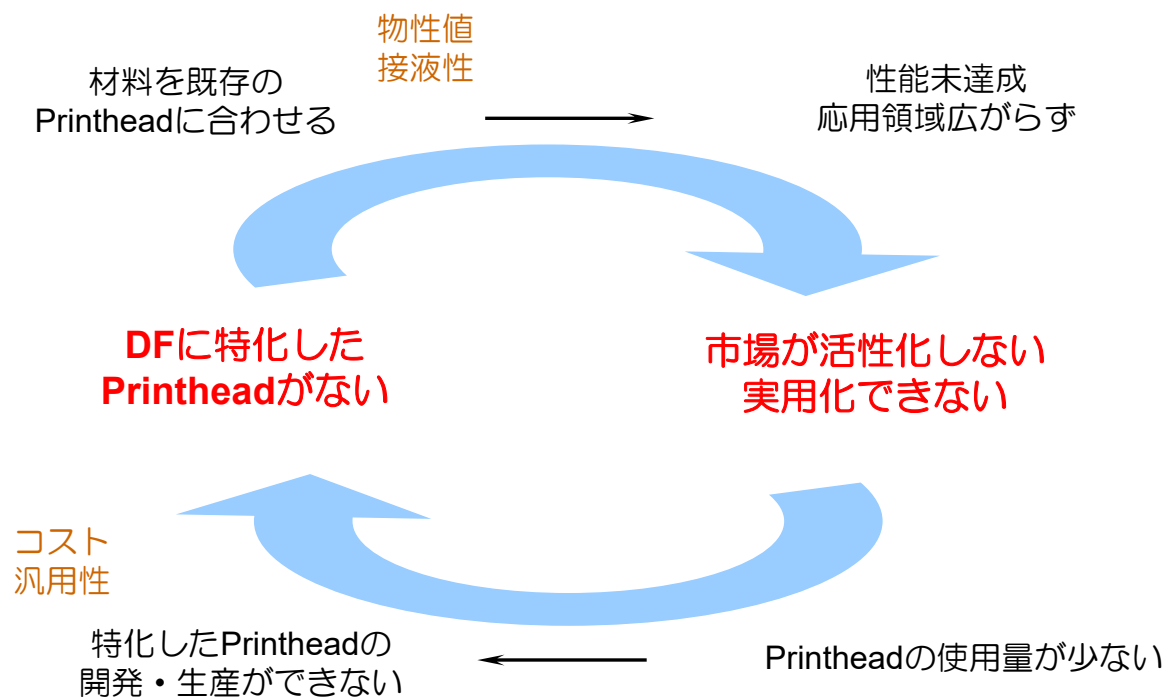 物性値
接液性
材料を既存の
Printheadに合わせる
性能未達成
応用領域広がらず
DFに特化した
Printheadがない
市場が活性化しない
実用化できない
コスト
汎用性
特化したPrintheadの
開発・生産ができない
Printheadの使用量が少ない